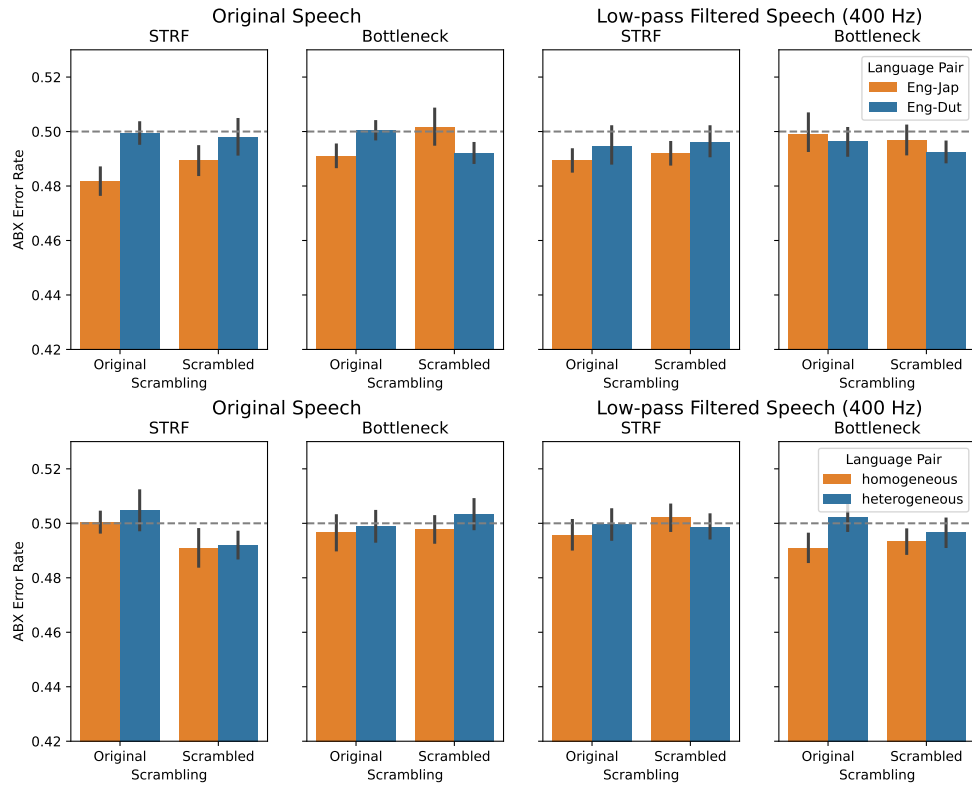 Original Speech
Low-pass Filtered Speech (400 Hz)
STRF
Bottleneck
STRF
Bottleneck
ABX Error Rate
0.52
0.50
0.48
0.46
0.44
0.42
Language Pair
Eng-Jap
Eng-Dut
Original
Scrambled
Original
Scrambled
Original
Scrambled
Original
Scrambled
Scrambling
Scrambling
Scrambling
Scrambling
Original Speech
Low-pass Filtered Speech (400 Hz)
STRF
Bottleneck
STRF
Bottleneck
ABX Error Rate
0.52
0.50
0.48
0.46
0.44
0.42
Language Pair
homogeneous
heterogeneous
Original
Scrambled
Original
Scrambled
Original
Scrambled
Original
Scrambled
Scrambling
Scrambling
Scrambling
Scrambling